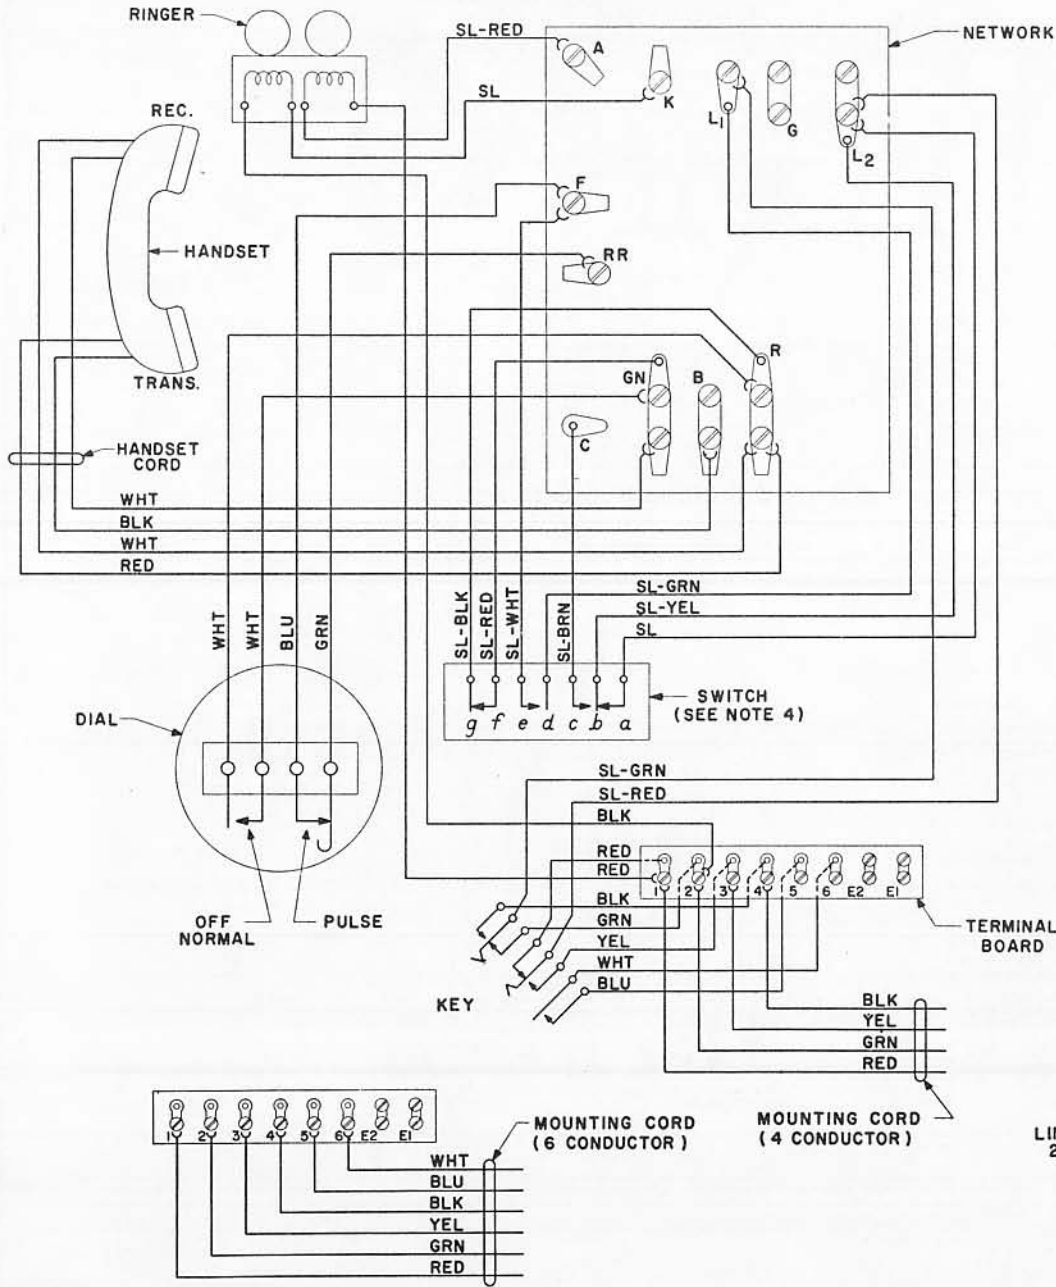 RINGER
SL-RED
A
NETWORK
K
SL
REC.
L1
G
L2
F
HANDSET
RR
R
TRANS.
GN
B
C
HANDSET
CORD
WHT
BLK
WHT
RED
SL-GRN
SL-YEL
SL
WHT
WHT
BLU
GRN
SL-BLK
SL-RED
SL-WHT
SL-BRN
SWITCH
(SEE NOTE 4)
g f e d c b a
DIAL
SL-GRN
SL-RED
BLK
RED
RED
1 2 3 4 5 6 E2 E1
BLK
OFF
NORMAL
PULSE
GRN
TERMINAL
BOARD
YEL
WHT
BLU
KEY
BLK
YEL
GRN
RED
MOUNTING CORD
(4 CONDUCTOR)
1 2 3 4 5 6 E2 E1
MOUNTING CORD
(6 CONDUCTOR)
WHT
BLU
BLK
YEL
GRN
RED